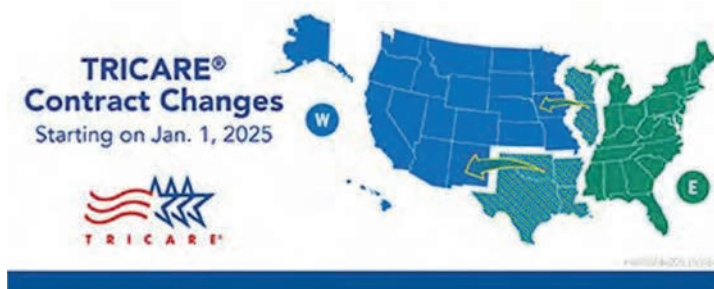 TRICARE®
Contract Changes
Starting on Jan. 1, 2025
W
E
TRICARE®